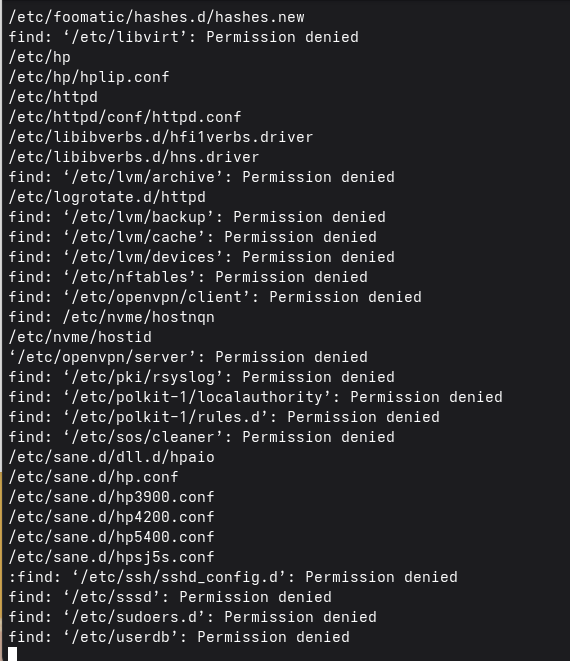 /etc/foomatic/hashes.d/hashes.new
find: ‘/etc/libvirt’: Permission denied
/etc/hp
/etc/hp/hplip.conf
/etc/httpd
/etc/httpd/conf/httpd.conf
/etc/libibverbs.d/hfi1verbs.driver
/etc/libibverbs.d/hns.driver
find: ‘/etc/lvm/archive’: Permission denied
/etc/logrotate.d/httpd
find: ‘/etc/lvm/backup’: Permission denied
find: ‘/etc/lvm/cache’: Permission denied
find: ‘/etc/lvm/devices’: Permission denied
find: ‘/etc/nftables’: Permission denied
find: ‘/etc/openvpn/client’: Permission denied
find: /etc/nvme/hostnqn
/etc/nvme/hostid
‘/etc/openvpn/server’: Permission denied
find: ‘/etc/pki/rsyslog’: Permission denied
find: ‘/etc/polkit-1/localauthority’: Permission denied
find: ‘/etc/polkit-1/rules.d’: Permission denied
find: ‘/etc/sos/cleaner’: Permission denied
/etc/sane.d/dll.d/hpaio
/etc/sane.d/hp.conf
/etc/sane.d/hp3900.conf
/etc/sane.d/hp4200.conf
/etc/sane.d/hp5400.conf
/etc/sane.d/hpsj5s.conf
:find: ‘/etc/ssh/sshd_config.d’: Permission denied
find: ‘/etc/sssd’: Permission denied
find: ‘/etc/sudoers.d’: Permission denied
find: ‘/etc/userdb’: Permission denied